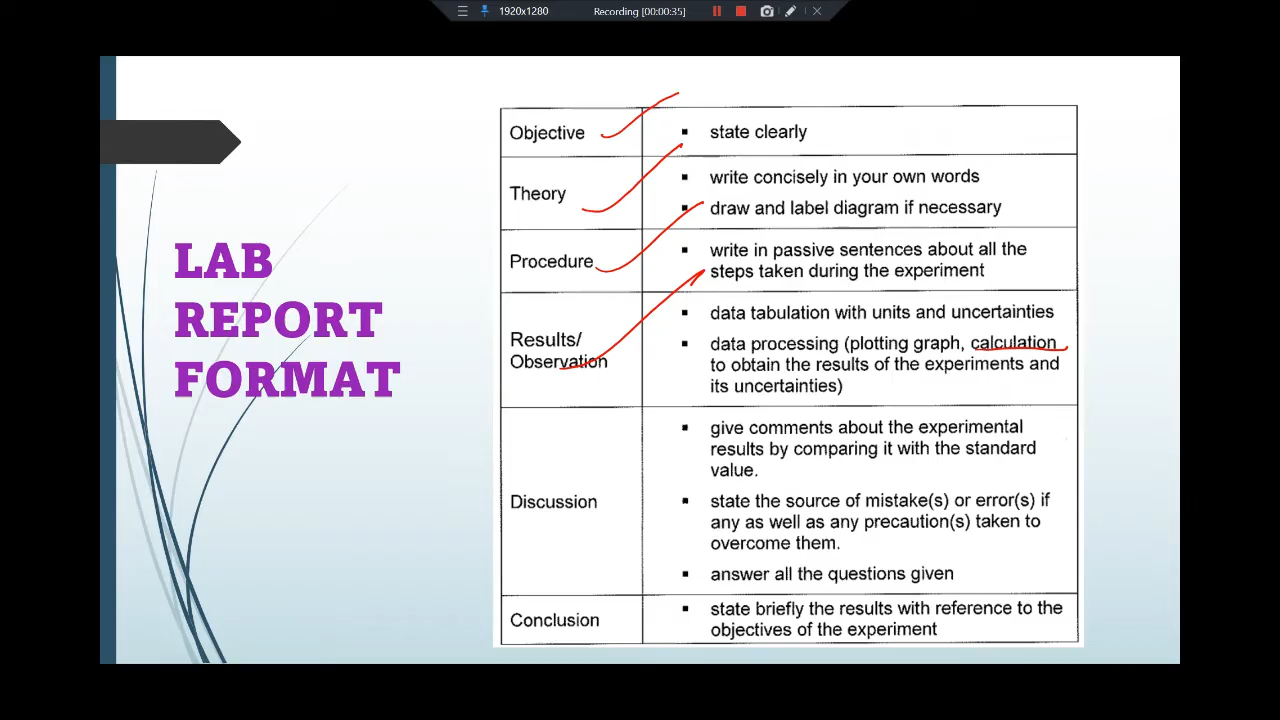 1920x1280 Recording [00:00:35]
LAB
REPORT
FORMAT
Objective
state clearly
Theory
write concisely in your own words
draw and label diagram if necessary
Procedure
write in passive sentences about all the
steps taken during the experiment
Results/
Observation
data tabulation with units and uncertainties
data processing (plotting graph, calculation
to obtain the results of the experiments and
its uncertainties)
Discussion
give comments about the experimental
results by comparing it with the standard
value.
state the source of mistake(s) or error(s) if
any as well as any precaution(s) taken to
overcome them.
answer all the questions given
Conclusion
state briefly the results with reference to the
objectives of the experiment